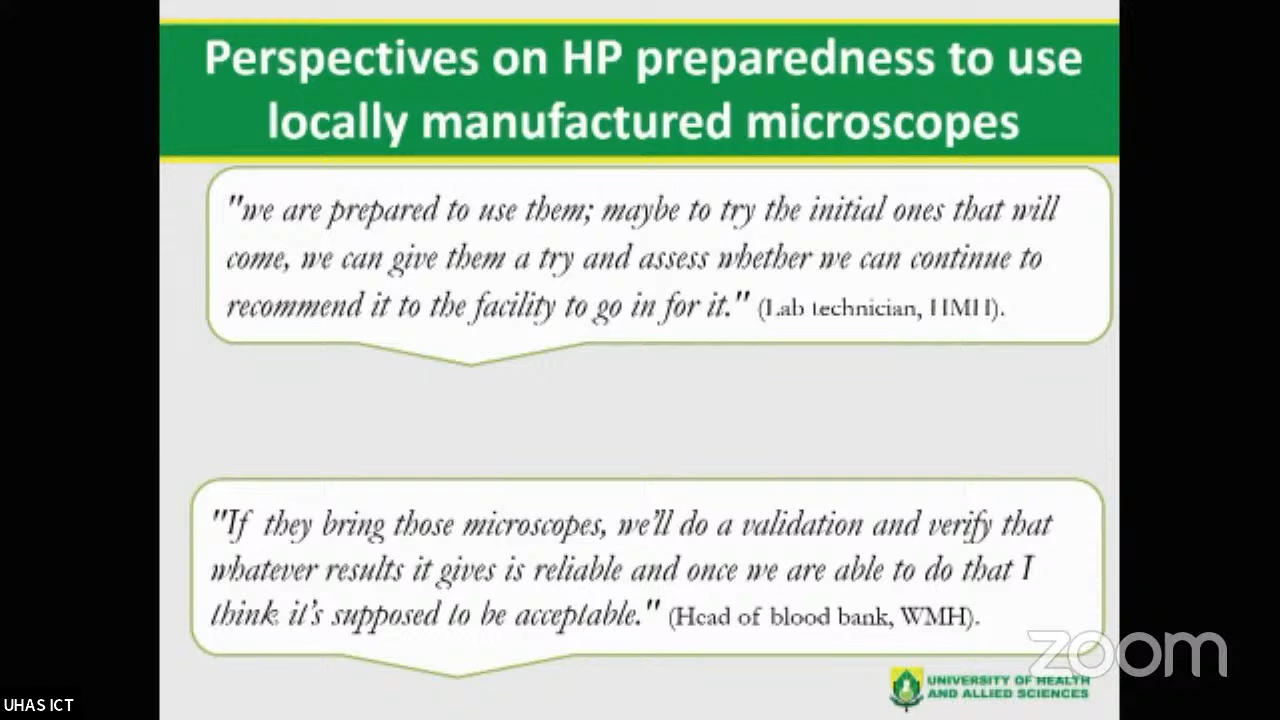 Perspectives on HP preparedness to use
locally manufactured microscopes
"we are prepared to use them; maybe to try the initial ones that will
come, we can give them a try and assess whether we can continue to
recommend it to the facility to go in for it." (Lab technician, HMH).
"If they bring those microscopes, we'll do a validation and verify that
whatever results it gives is reliable and once we are able to do that I
think it's supposed to be acceptable." (Head of blood bank, WMH).
zoom
UNIVERSITY OF HEALTH
AND ALLIED SCIENCES
UHAS ICT